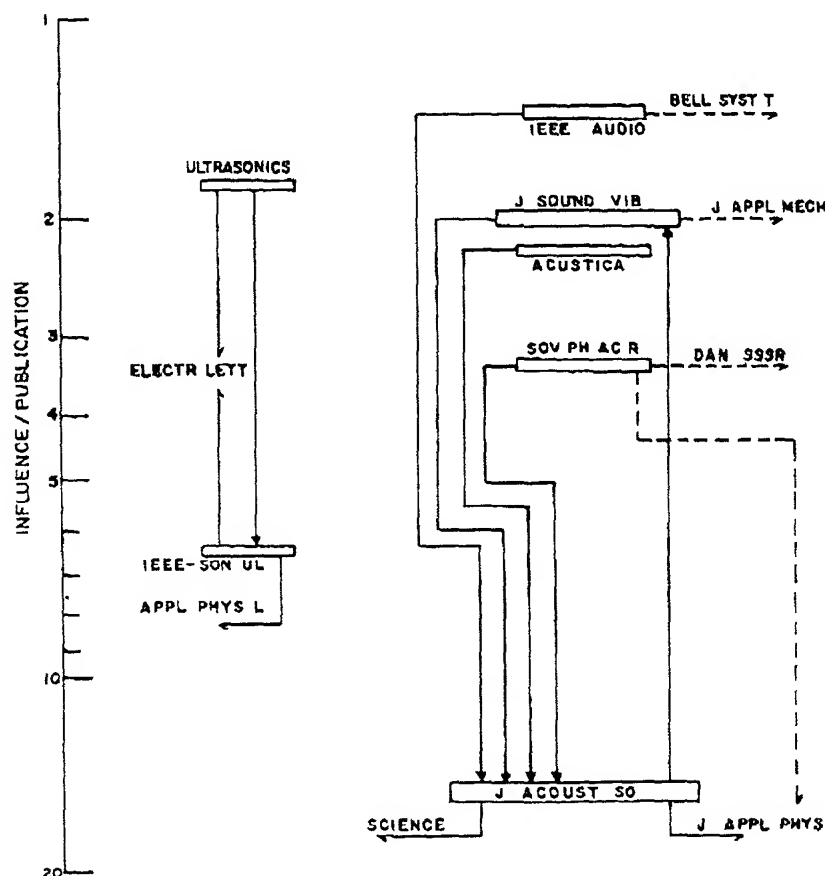 1
BELL SYST T
IEEE AUDIO
ULTRASONICS
J SOUND VIB
2
J APPL MECH
ACUSTICA
3
SOV PH AC R
DAN SSSR
ELECTR LETT
4
INFLUENCE/PUBLICATION
5
IEEE-SON UL
APPL PHYS L
10
J ACOUST SO
SCIENCE
J APPL PHYS
20